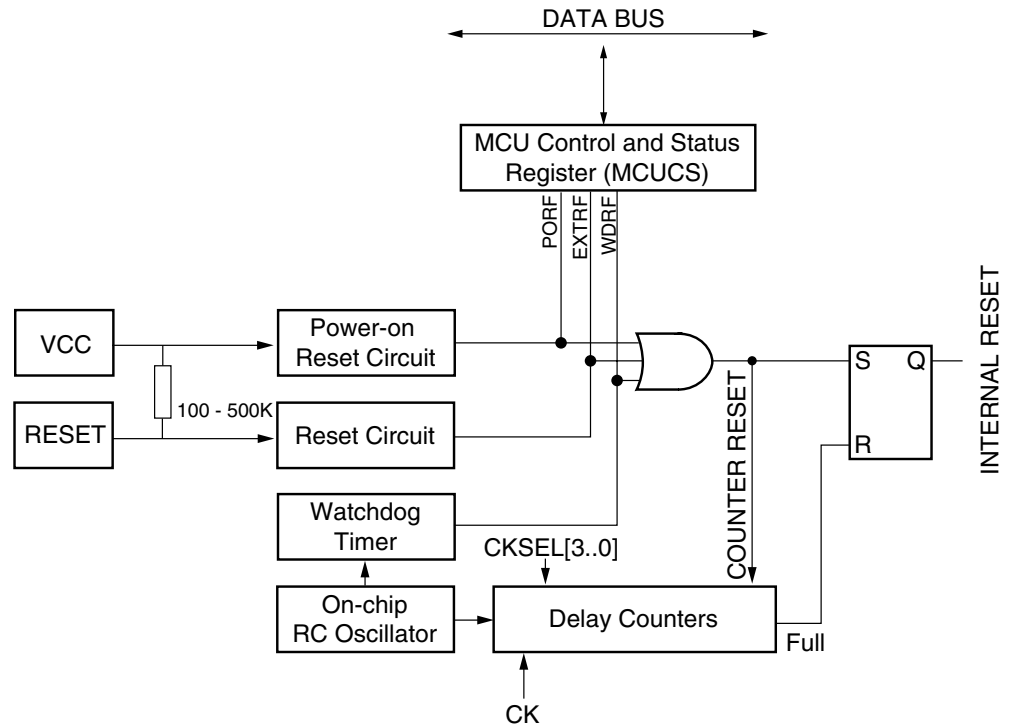 DATA BUS
MCU Control and Status
Register (MCUCS)
PORF
EXTRF
WDRF
VCC
Power-on
Reset Circuit
100 - 500K
RESET
Reset Circuit
Watchdog
Timer
On-chip
RC Oscillator
CKSEL[3..0]
Delay Counters
CK
COUNTER RESET
Full
S
Q
R
INTERNAL RESET